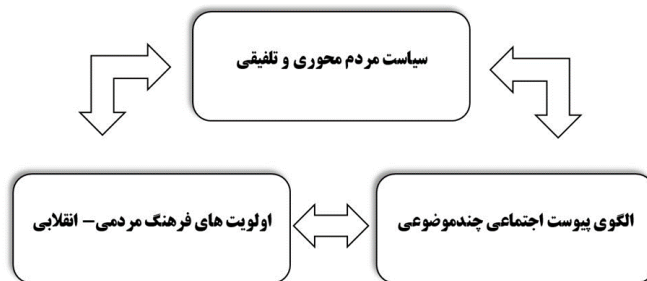 سیاست مردم محوری و تلفیقی
الگوی پیوست اجتماعی چندموضوعی
اولویت های فرهنگ مردمی- انقلابی